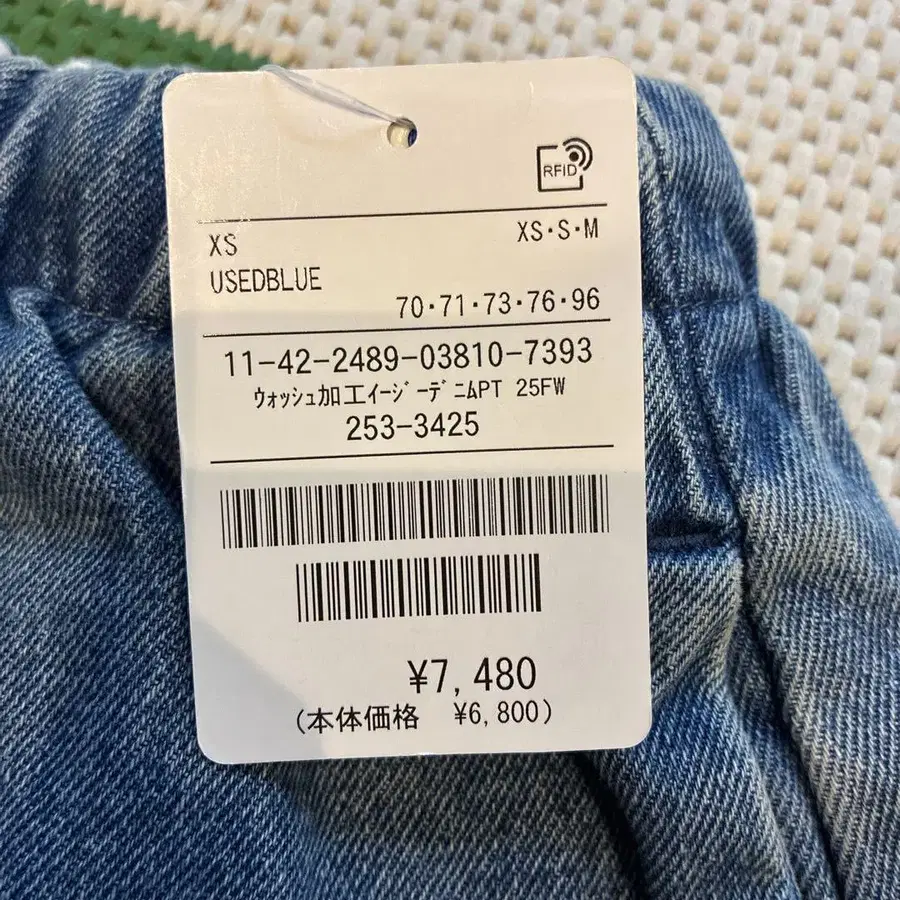 RFID
XS XS・S・M
USEDBLUE
70・71・73・76・96
11-42-2489-03810-7393
ｳｫｯｼｭ加工ｲｰｼﾞｰﾃﾞﾆﾑPT 25FW
253-3425
¥7,480
(本体価格 ¥6,800)